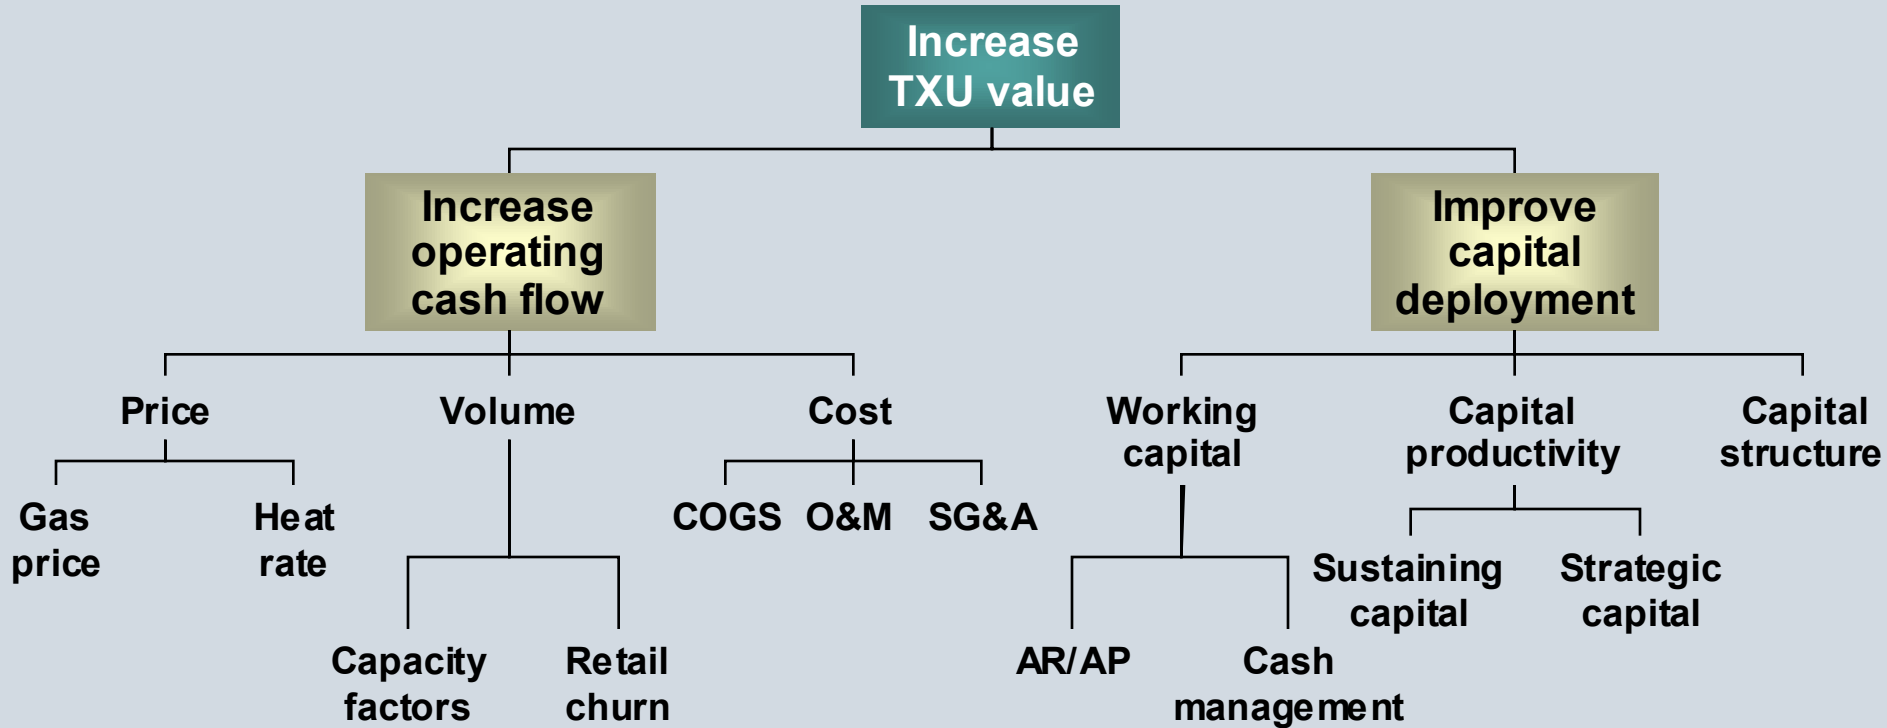 Increase
TXU value
Increase
operating
cash flow
Improve
capital
deployment
Price
Volume
Cost
Working
capital
Capital
productivity
Capital
structure
Gas
price
Heat
rate
COGS
O&M
SG&A
Capacity
factors
Retail
churn
AR/AP
Cash
management
Sustaining
capital
Strategic
capital